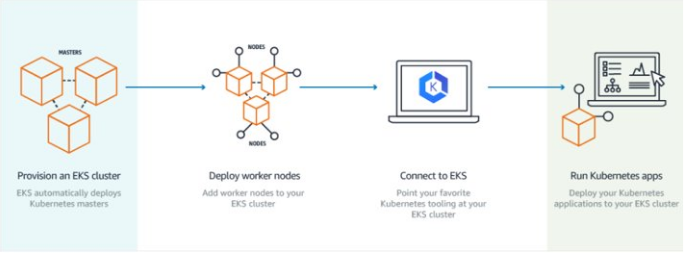 MASTERS
Provision an EKS cluster
EKS automatically deploys
Kubernetes masters
NODES
NODES
Deploy worker nodes
Add worker nodes to your
EKS cluster
K
Connect to EKS
Point your favorite
Kubernetes tooling at your
EKS cluster
Run Kubernetes apps
Deploy your Kubernetes
applications to your EKS cluster